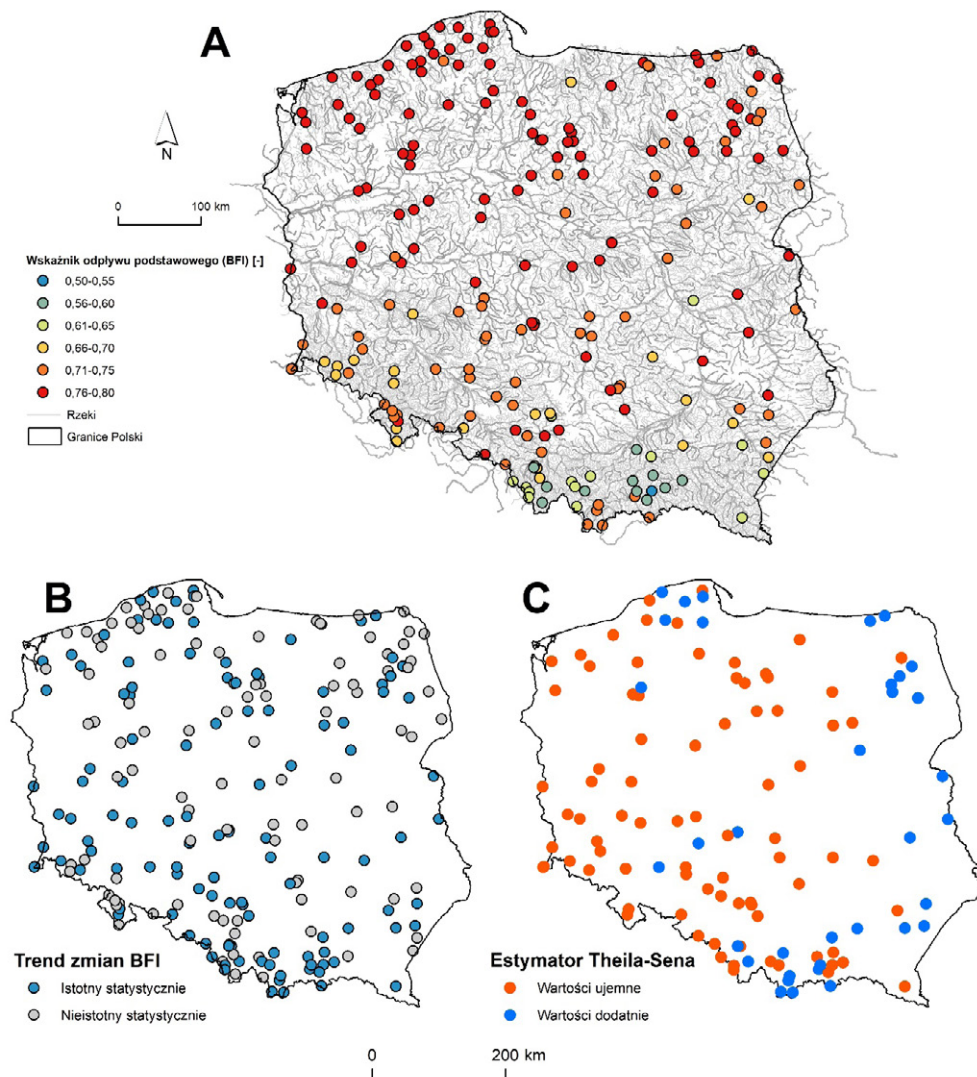 A
N
0
100 km
Wskaźnik odpływu podstawowego (BFI) [-]
0,50-0,55
0,56-0,60
0,61-0,65
0,66-0,70
0,71-0,75
0,76-0,80
Rzeki
Granice Polski
B
Trend zmian BFI
Istotny statystycznie
Nieistotny statystycznie
C
Estymator Theila-Sena
Wartości ujemne
Wartości dodatnie
0
200 km